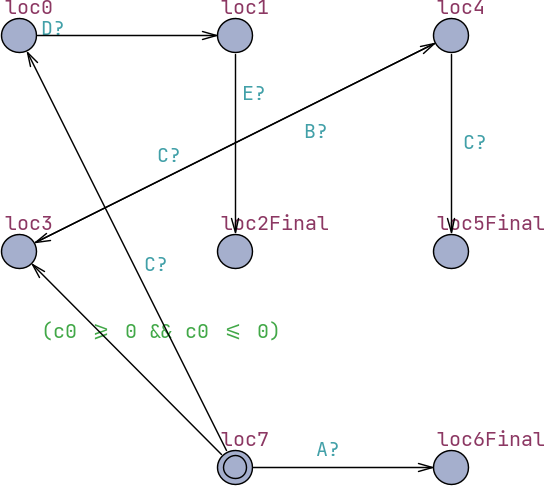 loc0
loc1
loc4
D?
E?
B?
C?
C?
loc3
loc2Final
loc5Final
C?
(c0 ⩾ 0 && c0 ⩽ 0)
loc7
A?
loc6Final